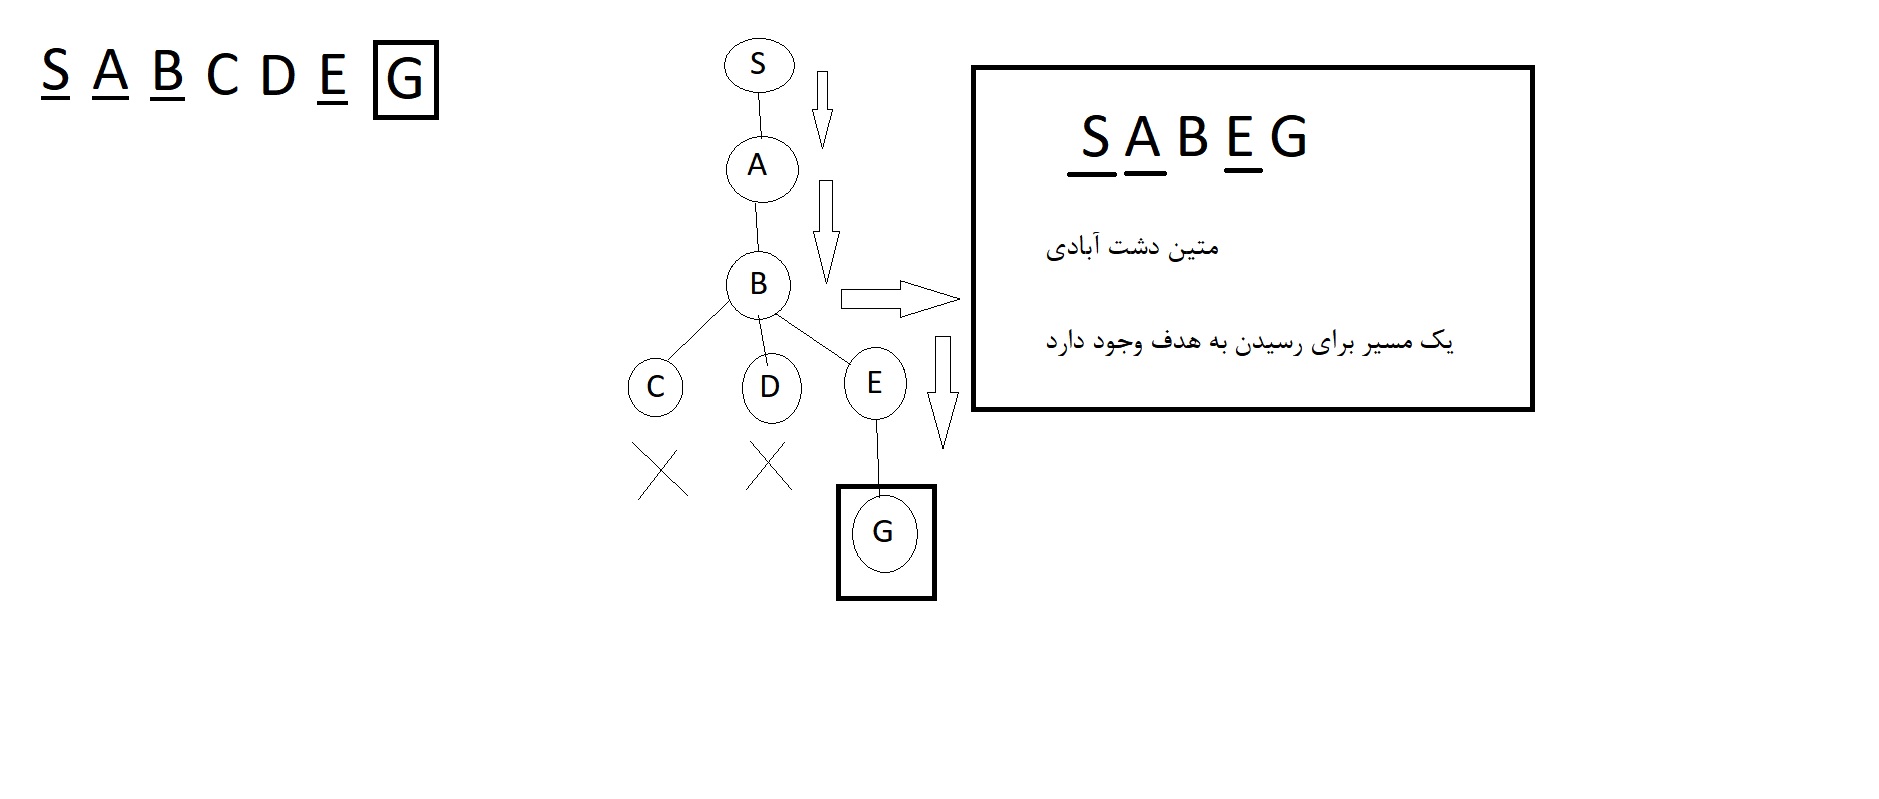 S A B C D E G
S
A
B
C
D
E
G
S A B E G
متین دشت آبادی
یک مسیر برای رسیدن به هدف وجود دارد